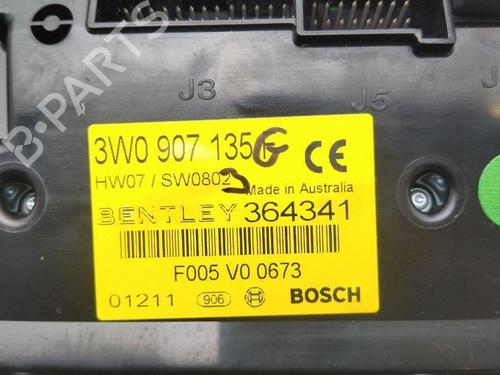 B-PARTS
J3
J5
3W0 907 135 G CE
HW07 / SW0803 Made in Australia
BENTLEY 364341
F005 V0 0673
01211 906 BOSCH